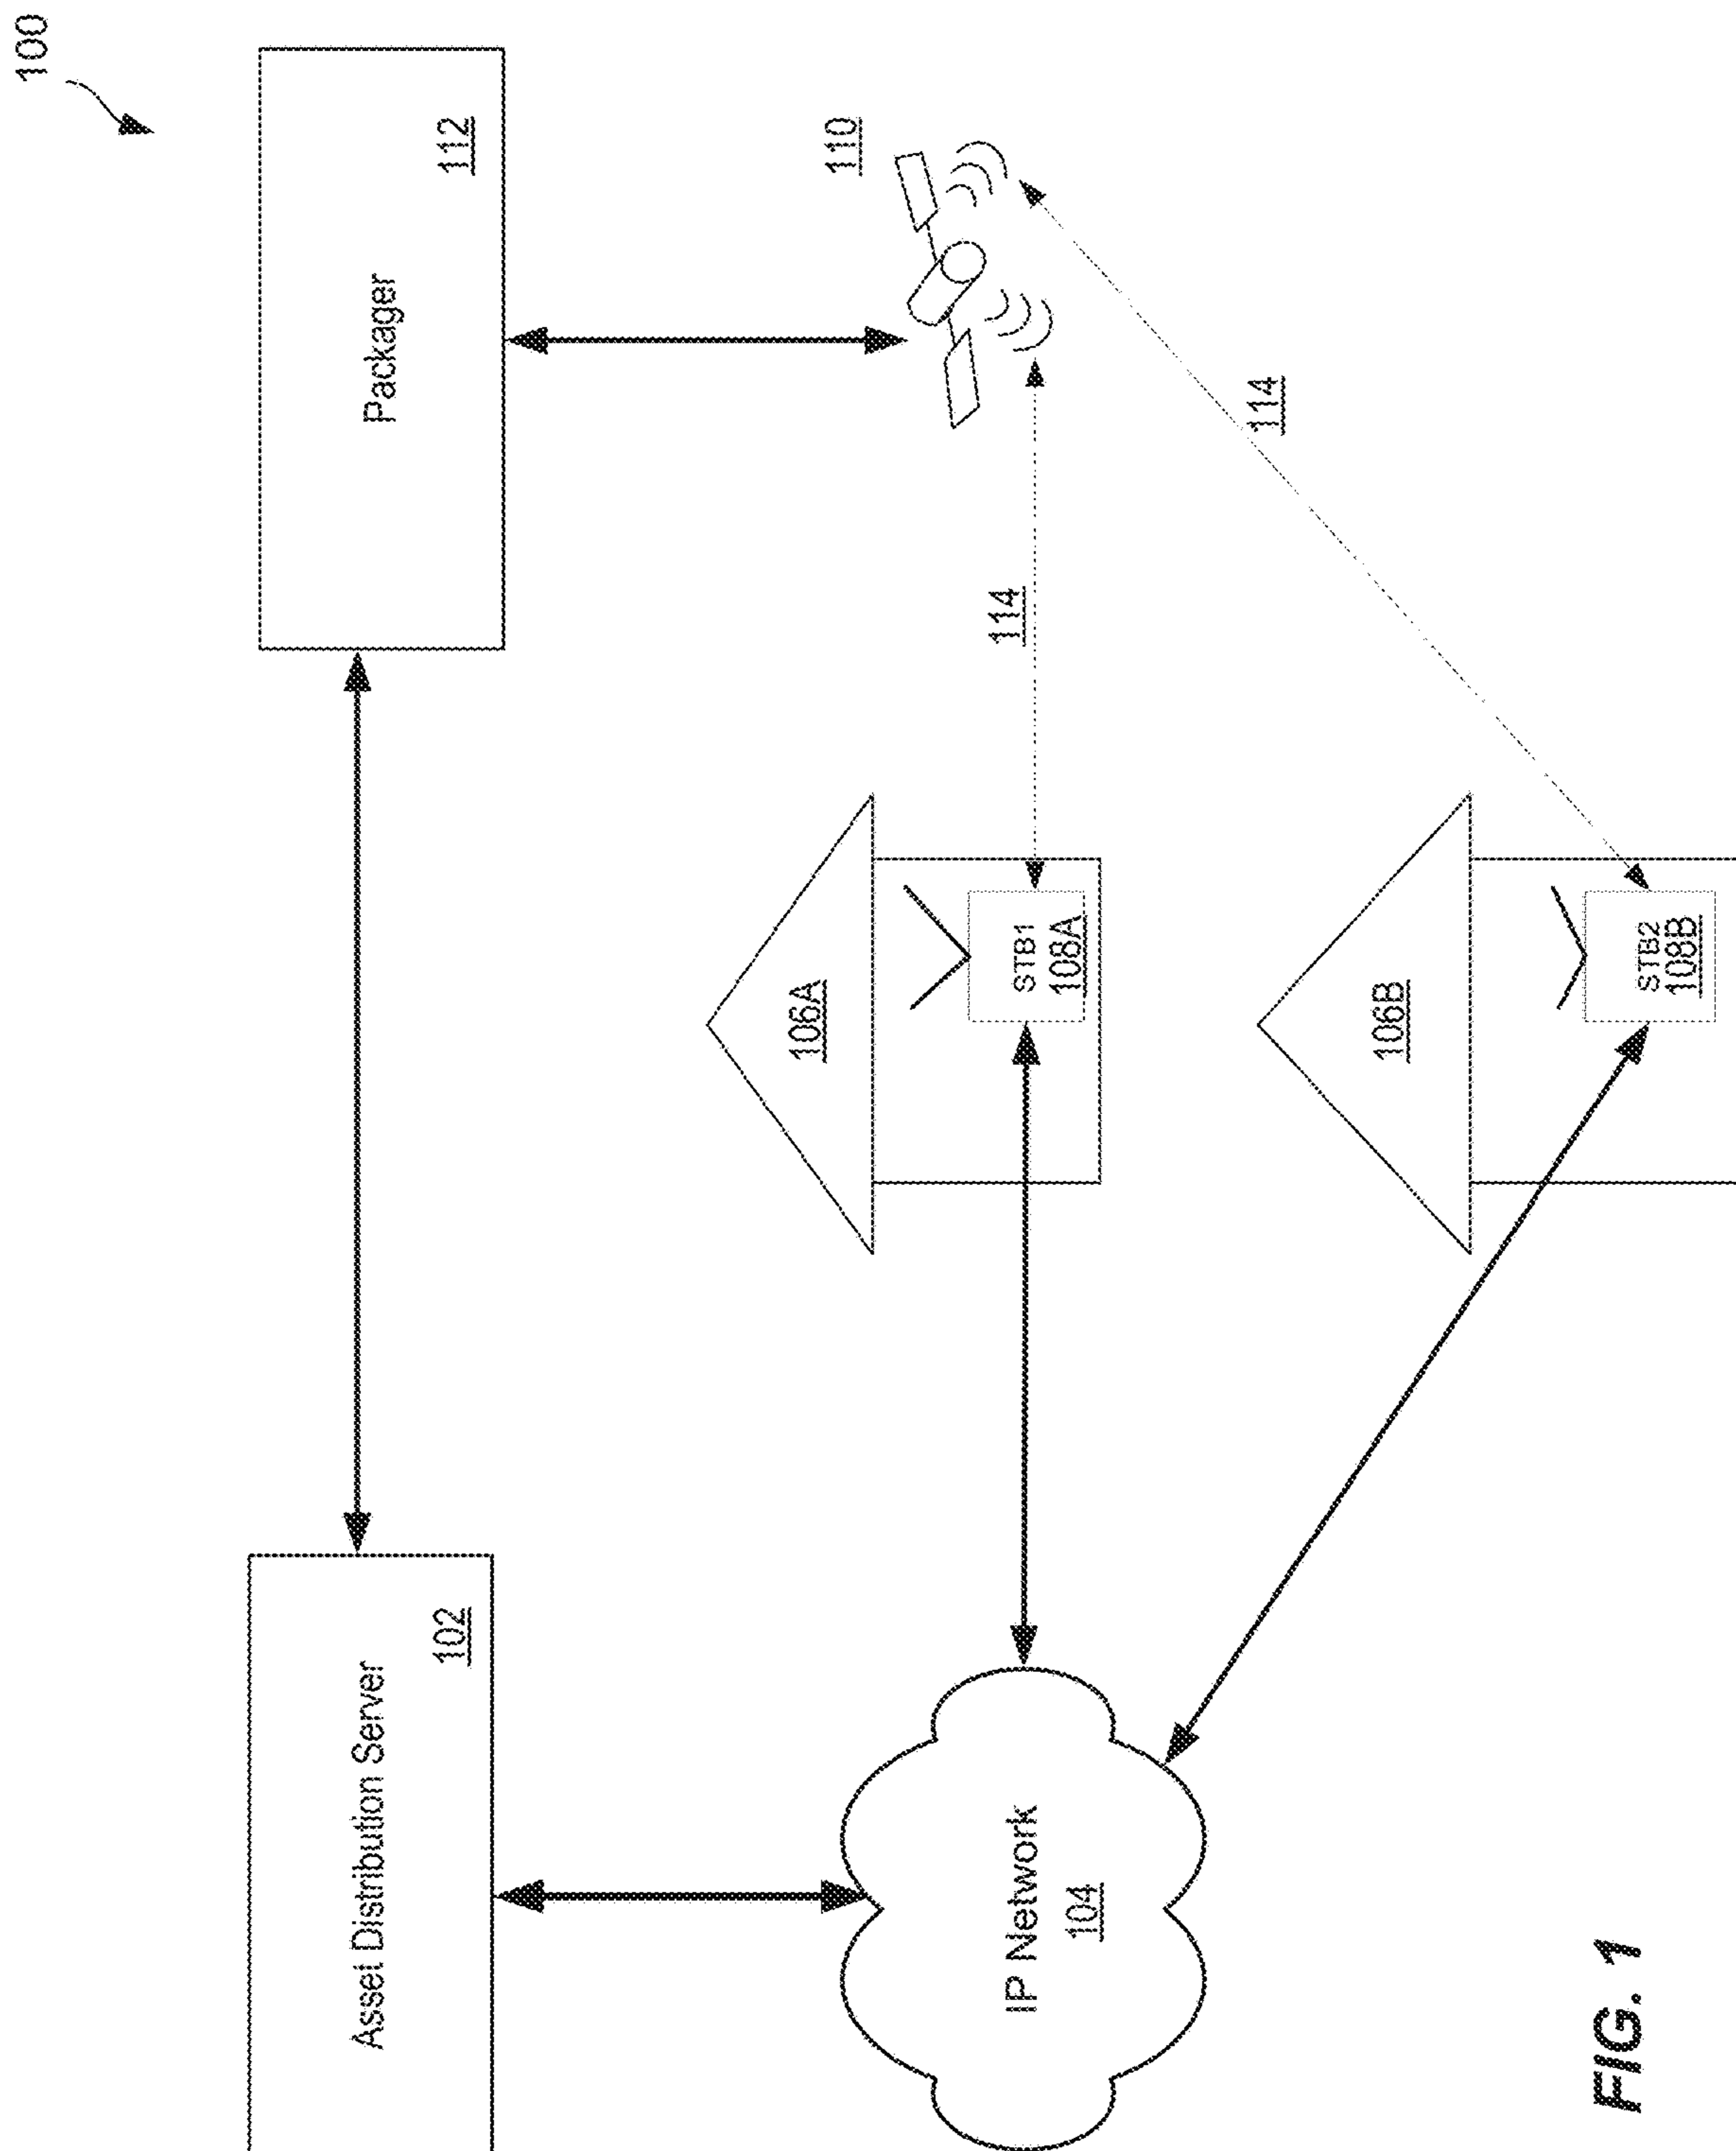 100
Asset Distribution Server
102
Packager
112
110
106A
114
STB1
108A
IP Network
104
114
106B
STB2
108B
FIG. 1